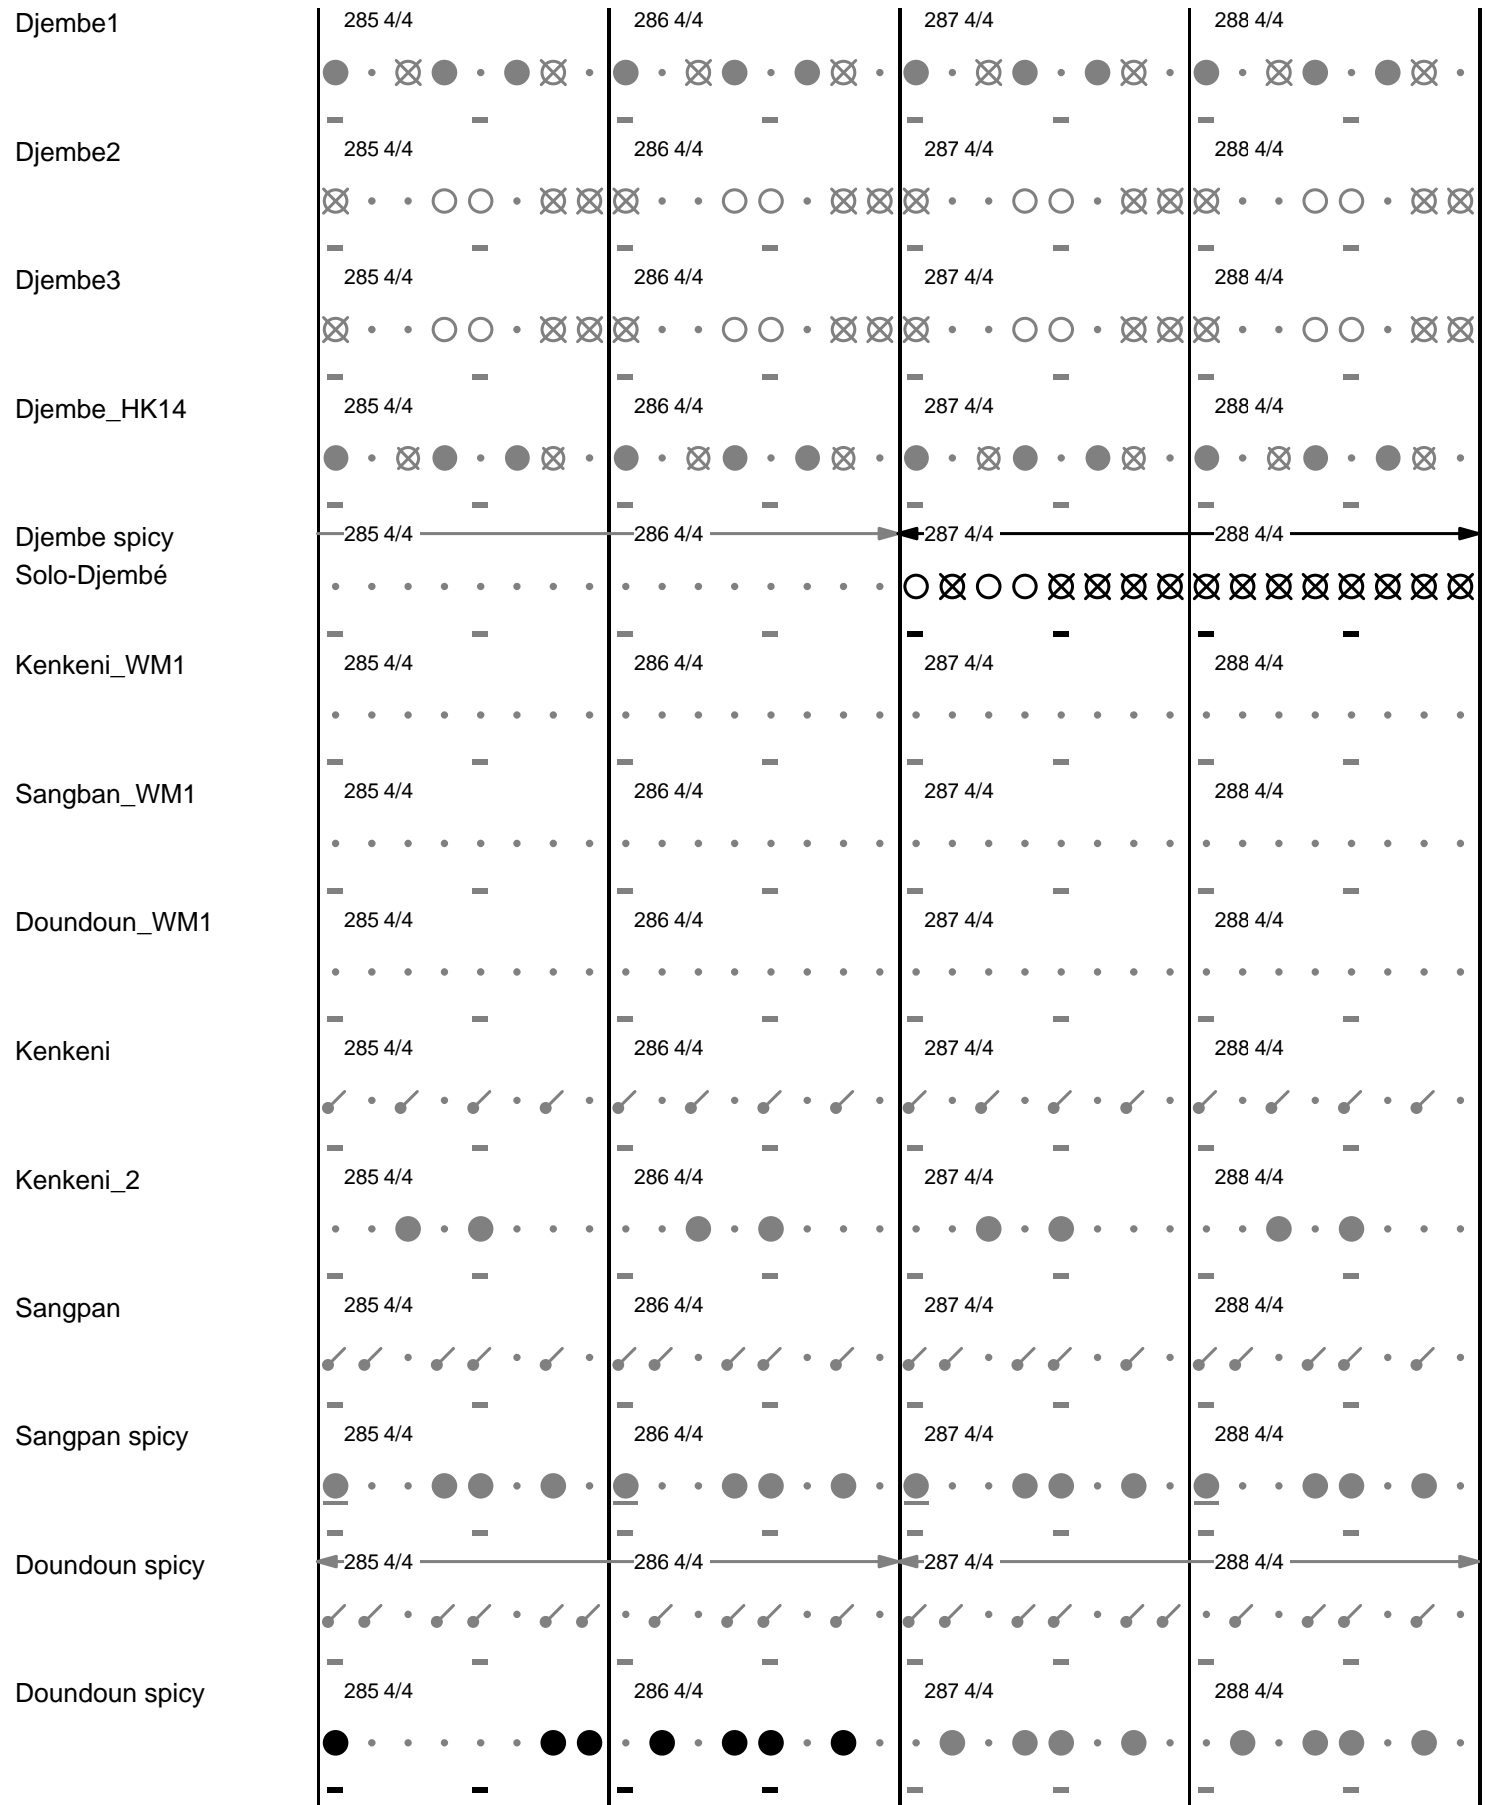 Djembe1 285 4/4 286 4/4 287 4/4 288 4/4
Djembe2 285 4/4 286 4/4 287 4/4 288 4/4
Djembe3 285 4/4 286 4/4 287 4/4 288 4/4
Djembe_HK14 285 4/4 286 4/4 287 4/4 288 4/4
Djembe spicy 285 4/4 286 4/4 287 4/4 288 4/4
Solo-Djembé
Kenkeni_WM1 285 4/4 286 4/4 287 4/4 288 4/4
Sangban_WM1 285 4/4 286 4/4 287 4/4 288 4/4
Doundoun_WM1 285 4/4 286 4/4 287 4/4 288 4/4
Kenkeni 285 4/4 286 4/4 287 4/4 288 4/4
Kenkeni_2 285 4/4 286 4/4 287 4/4 288 4/4
Sangpan 285 4/4 286 4/4 287 4/4 288 4/4
Sangpan spicy 285 4/4 286 4/4 287 4/4 288 4/4
Doundoun spicy 285 4/4 286 4/4 287 4/4 288 4/4
Doundoun spicy 285 4/4 286 4/4 287 4/4 288 4/4